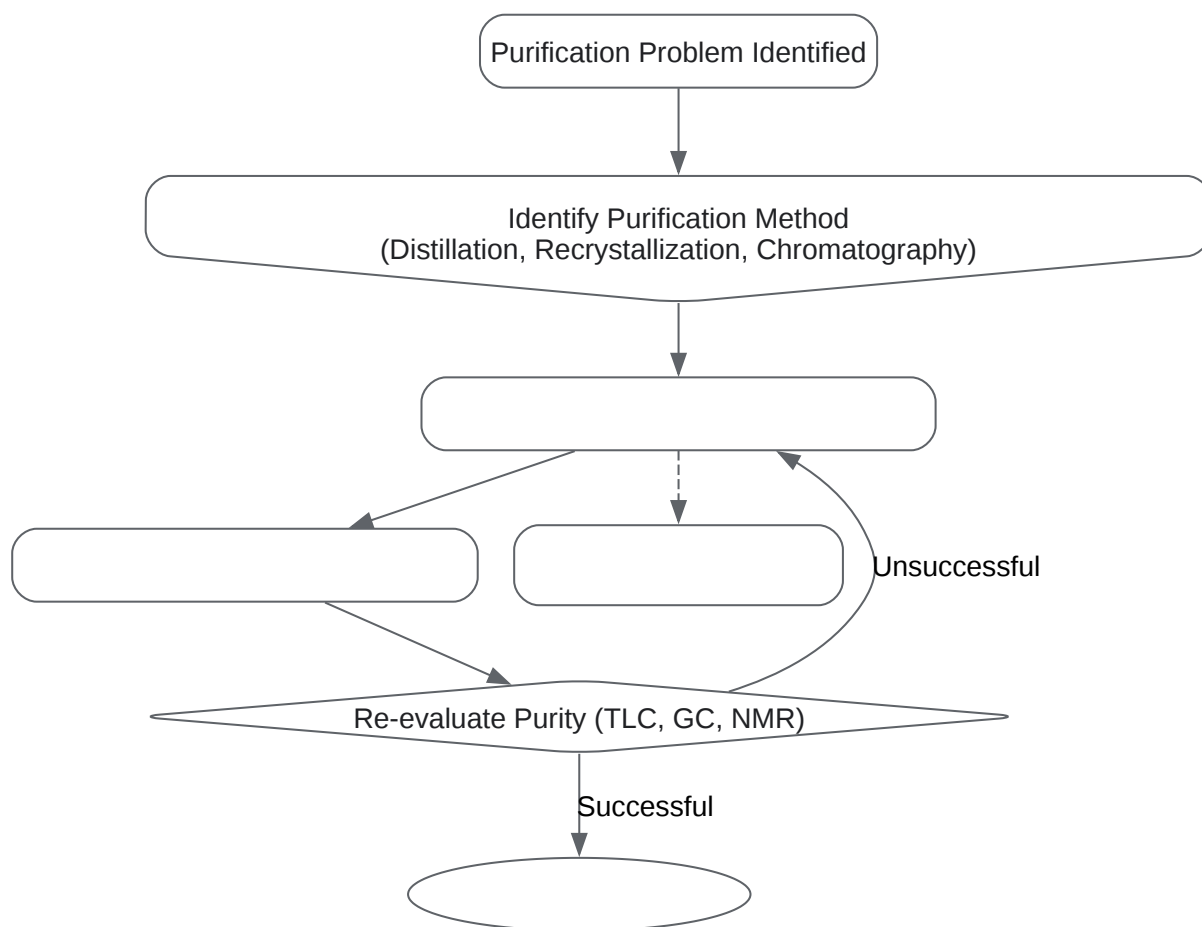 Purification Problem Identified
Identify Purification Method
(Distillation, Recrystallization, Chromatography)
Unsuccessful
Re-evaluate Purity (TLC, GC, NMR)
Successful